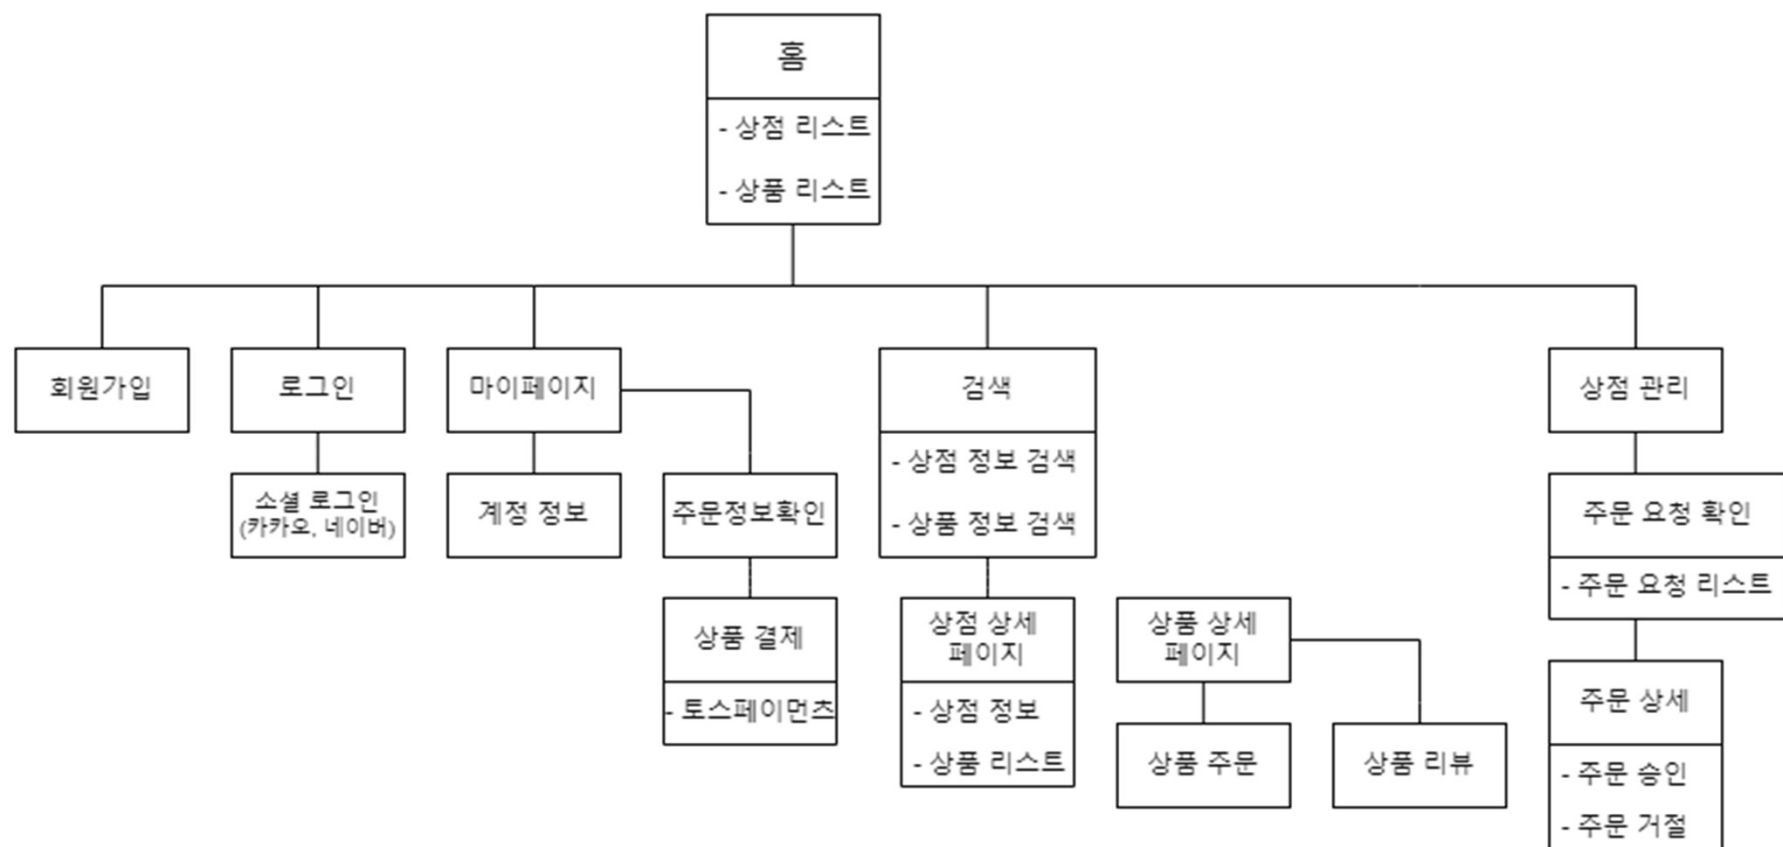 홈
- 상점 리스트
- 상품 리스트
회원가입
로그인
마이페이지
검색
- 상점 정보 검색
- 상품 정보 검색
상점 관리
소셜 로그인
(카카오, 네이버)
계정 정보
주문정보확인
주문 요청 확인
- 주문 요청 리스트
상품 결제
- 토스페이먼츠
상점 상세
페이지
- 상점 정보
- 상품 리스트
상품 상세
페이지
상품 주문
상품 리뷰
주문 상세
- 주문 승인
- 주문 거절